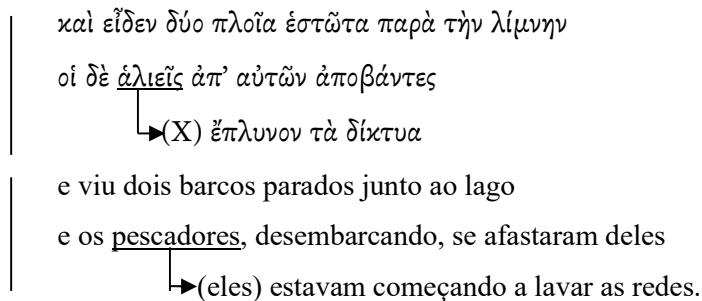 καὶ εἶδεν δύο πλοῖα ἑστῶτα παρὰ τὴν λίμνην
οἱ δὲ ἁλιεῖς ἀπ’ αὐτῶν ἀποβάντες
(X) ἔπλυνον τὰ δίκτυα
e viu dois barcos parados junto ao lago
e os pescadores, desembarcando, se afastaram deles
(eles) estavam começando a lavar as redes.